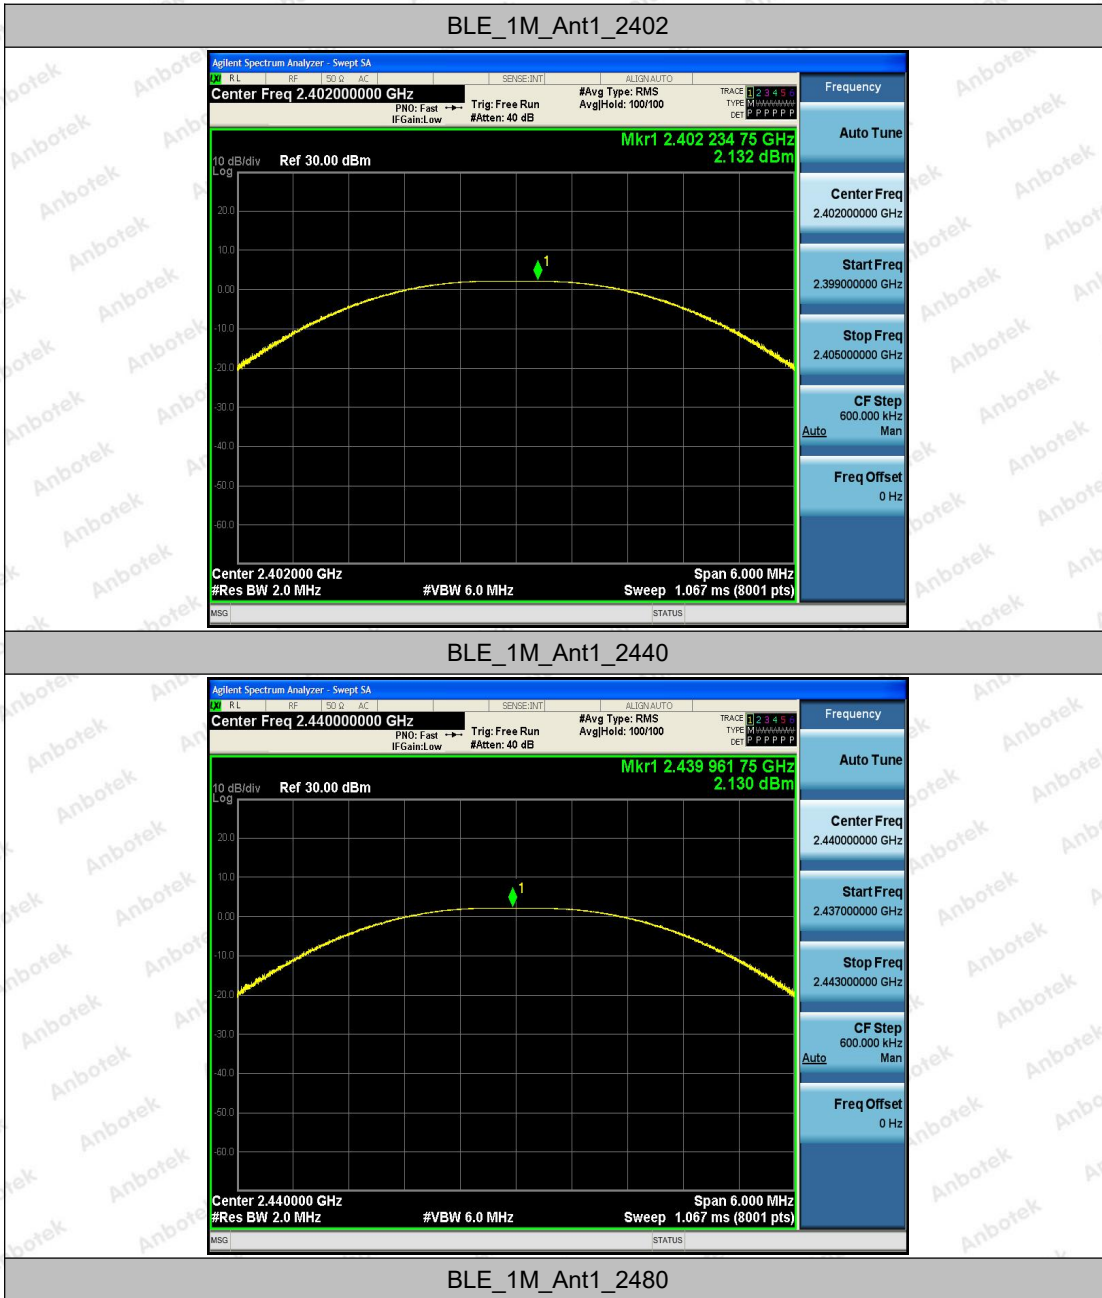 BLE_1M_Ant1_2402
Agilent Spectrum Analyzer - Swept SA
LXI RL RF 50 Ω AC SENSE:INT ALIGNAUTO
Center Freq 2.402000000 GHz #Avg Type: RMS TRACE 1 2 3 4 5 6
PNO: Fast Trig: Free Run Avg|Hold: 100/100 TYPE M
IFGain:Low #Atten: 40 dB DET P P P P P P
Mkr1 2.402 234 75 GHz
2.132 dBm
10 dB/div Ref 30.00 dBm
Log
20.0
10.0
1
0.00
-10.0
-20.0
-30.0
-40.0
-50.0
-60.0
Center 2.402000 GHz Span 6.000 MHz
#Res BW 2.0 MHz #VBW 6.0 MHz Sweep 1.067 ms (8001 pts)
MSG STATUS
Frequency
Auto Tune
Center Freq
2.402000000 GHz
Start Freq
2.399000000 GHz
Stop Freq
2.405000000 GHz
CF Step
600.000 kHz
Auto Man
Freq Offset
0 Hz
BLE_1M_Ant1_2440
Agilent Spectrum Analyzer - Swept SA
LXI RL RF 50 Ω AC SENSE:INT ALIGNAUTO
Center Freq 2.440000000 GHz #Avg Type: RMS TRACE 1 2 3 4 5 6
PNO: Fast Trig: Free Run Avg|Hold: 100/100 TYPE M
IFGain:Low #Atten: 40 dB DET P P P P P P
Mkr1 2.439 961 75 GHz
2.130 dBm
10 dB/div Ref 30.00 dBm
Log
20.0
10.0
1
0.00
-10.0
-20.0
-30.0
-40.0
-50.0
-60.0
Center 2.440000 GHz Span 6.000 MHz
#Res BW 2.0 MHz #VBW 6.0 MHz Sweep 1.067 ms (8001 pts)
MSG STATUS
Frequency
Auto Tune
Center Freq
2.440000000 GHz
Start Freq
2.437000000 GHz
Stop Freq
2.443000000 GHz
CF Step
600.000 kHz
Auto Man
Freq Offset
0 Hz
BLE_1M_Ant1_2480
Anbotek